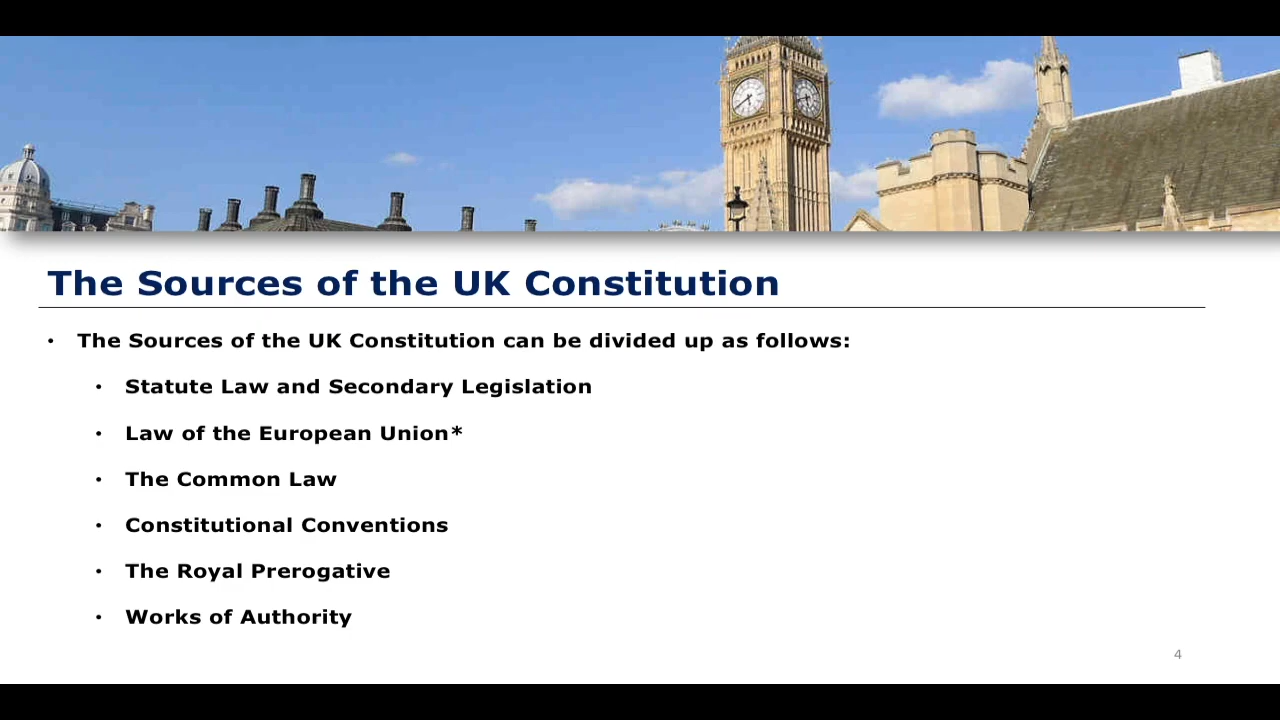 The Sources of the UK Constitution
• The Sources of the UK Constitution can be divided up as follows:
• Statute Law and Secondary Legislation
• Law of the European Union*
• The Common Law
• Constitutional Conventions
• The Royal Prerogative
• Works of Authority
4